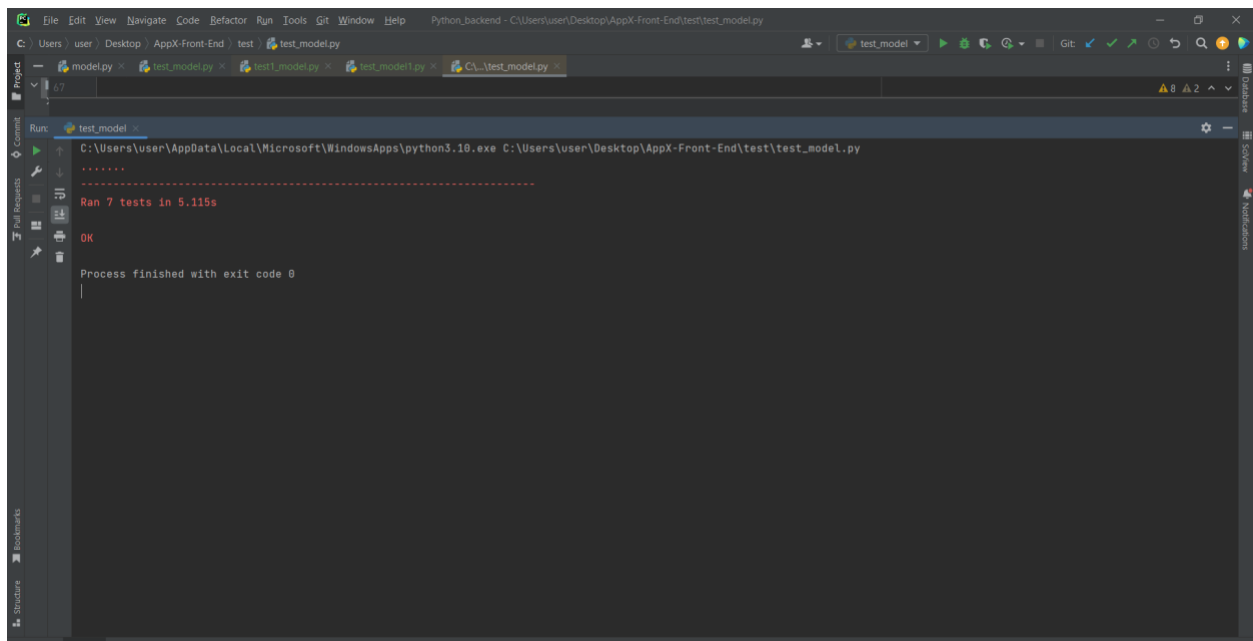 File Edit View Navigate Code Refactor Run Tools Git Window Help Python_backend - C:\Users\user\Desktop\AppX-Front-End\test\test_model.py
C: Users user Desktop AppX-Front-End test test_model.py test_model Git:
Project
model.py test_model.py test1_model.py test_model1.py C:\...\test_model.py
67 8 2
Database
Commit
Run: test_model
C:\Users\user\AppData\Local\Microsoft\WindowsApps\python3.10.exe C:\Users\user\Desktop\AppX-Front-End\test\test_model.py
.......
----------------------------------------------------------------------
Ran 7 tests in 5.115s
OK
Process finished with exit code 0
Pull Requests
SciView
Notifications
Bookmarks
Structure